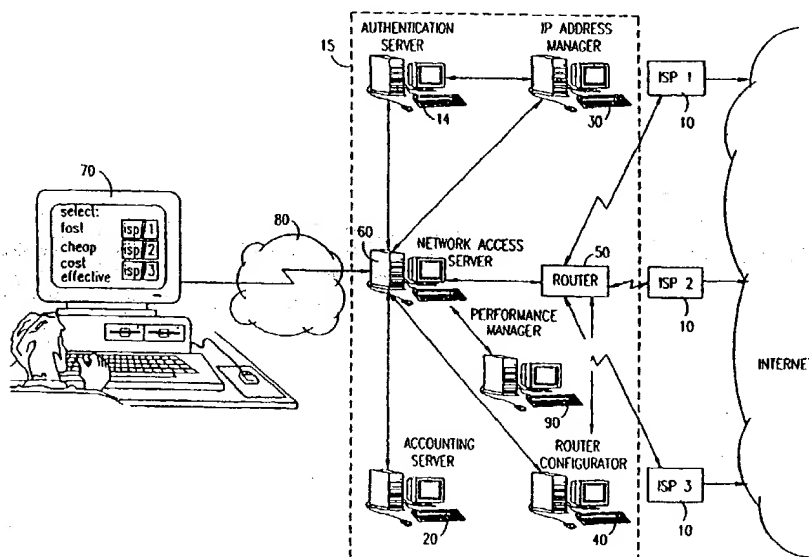 15
AUTHENTICATION
SERVER
14
IP ADDRESS
MANAGER
30
ISP 1
10
70
select:
fast
cheap
cost
effective
isp 1
isp 2
isp 3
80
60
NETWORK ACCESS
SERVER
50
ROUTER
ISP 2
10
PERFORMANCE
MANAGER
90
INTERNET
ACCOUNTING
SERVER
20
ROUTER
CONFIGURATOR
40
ISP 3
10